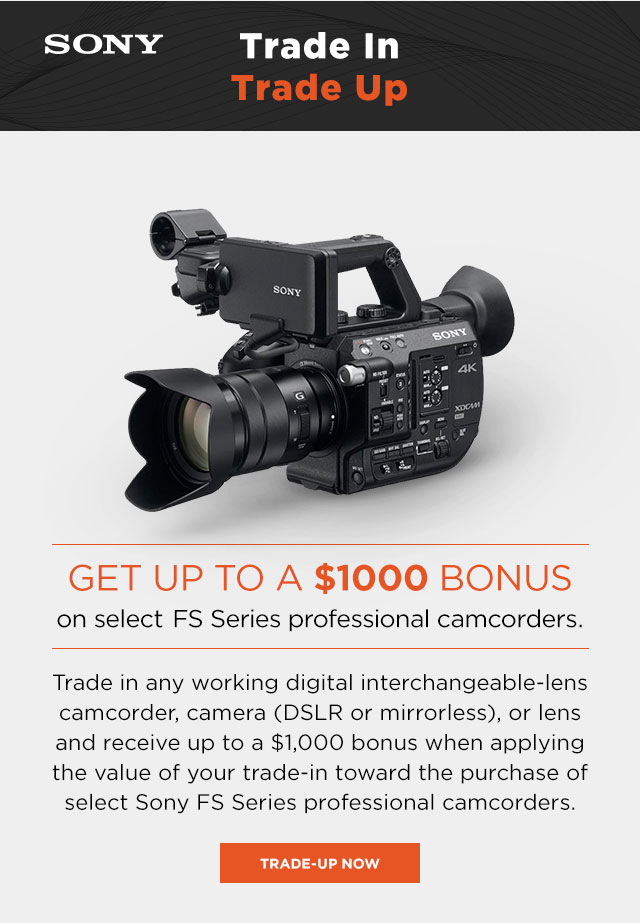 SONY
Trade In
Trade Up
SONY
SONY
4K
XDCAM
G
ND FILTER
GET UP TO A $1000 BONUS
on select FS Series professional camcorders.
Trade in any working digital interchangeable-lens
camcorder, camera (DSLR or mirrorless), or lens
and receive up to a $1,000 bonus when applying
the value of your trade-in toward the purchase of
select Sony FS Series professional camcorders.
TRADE-UP NOW